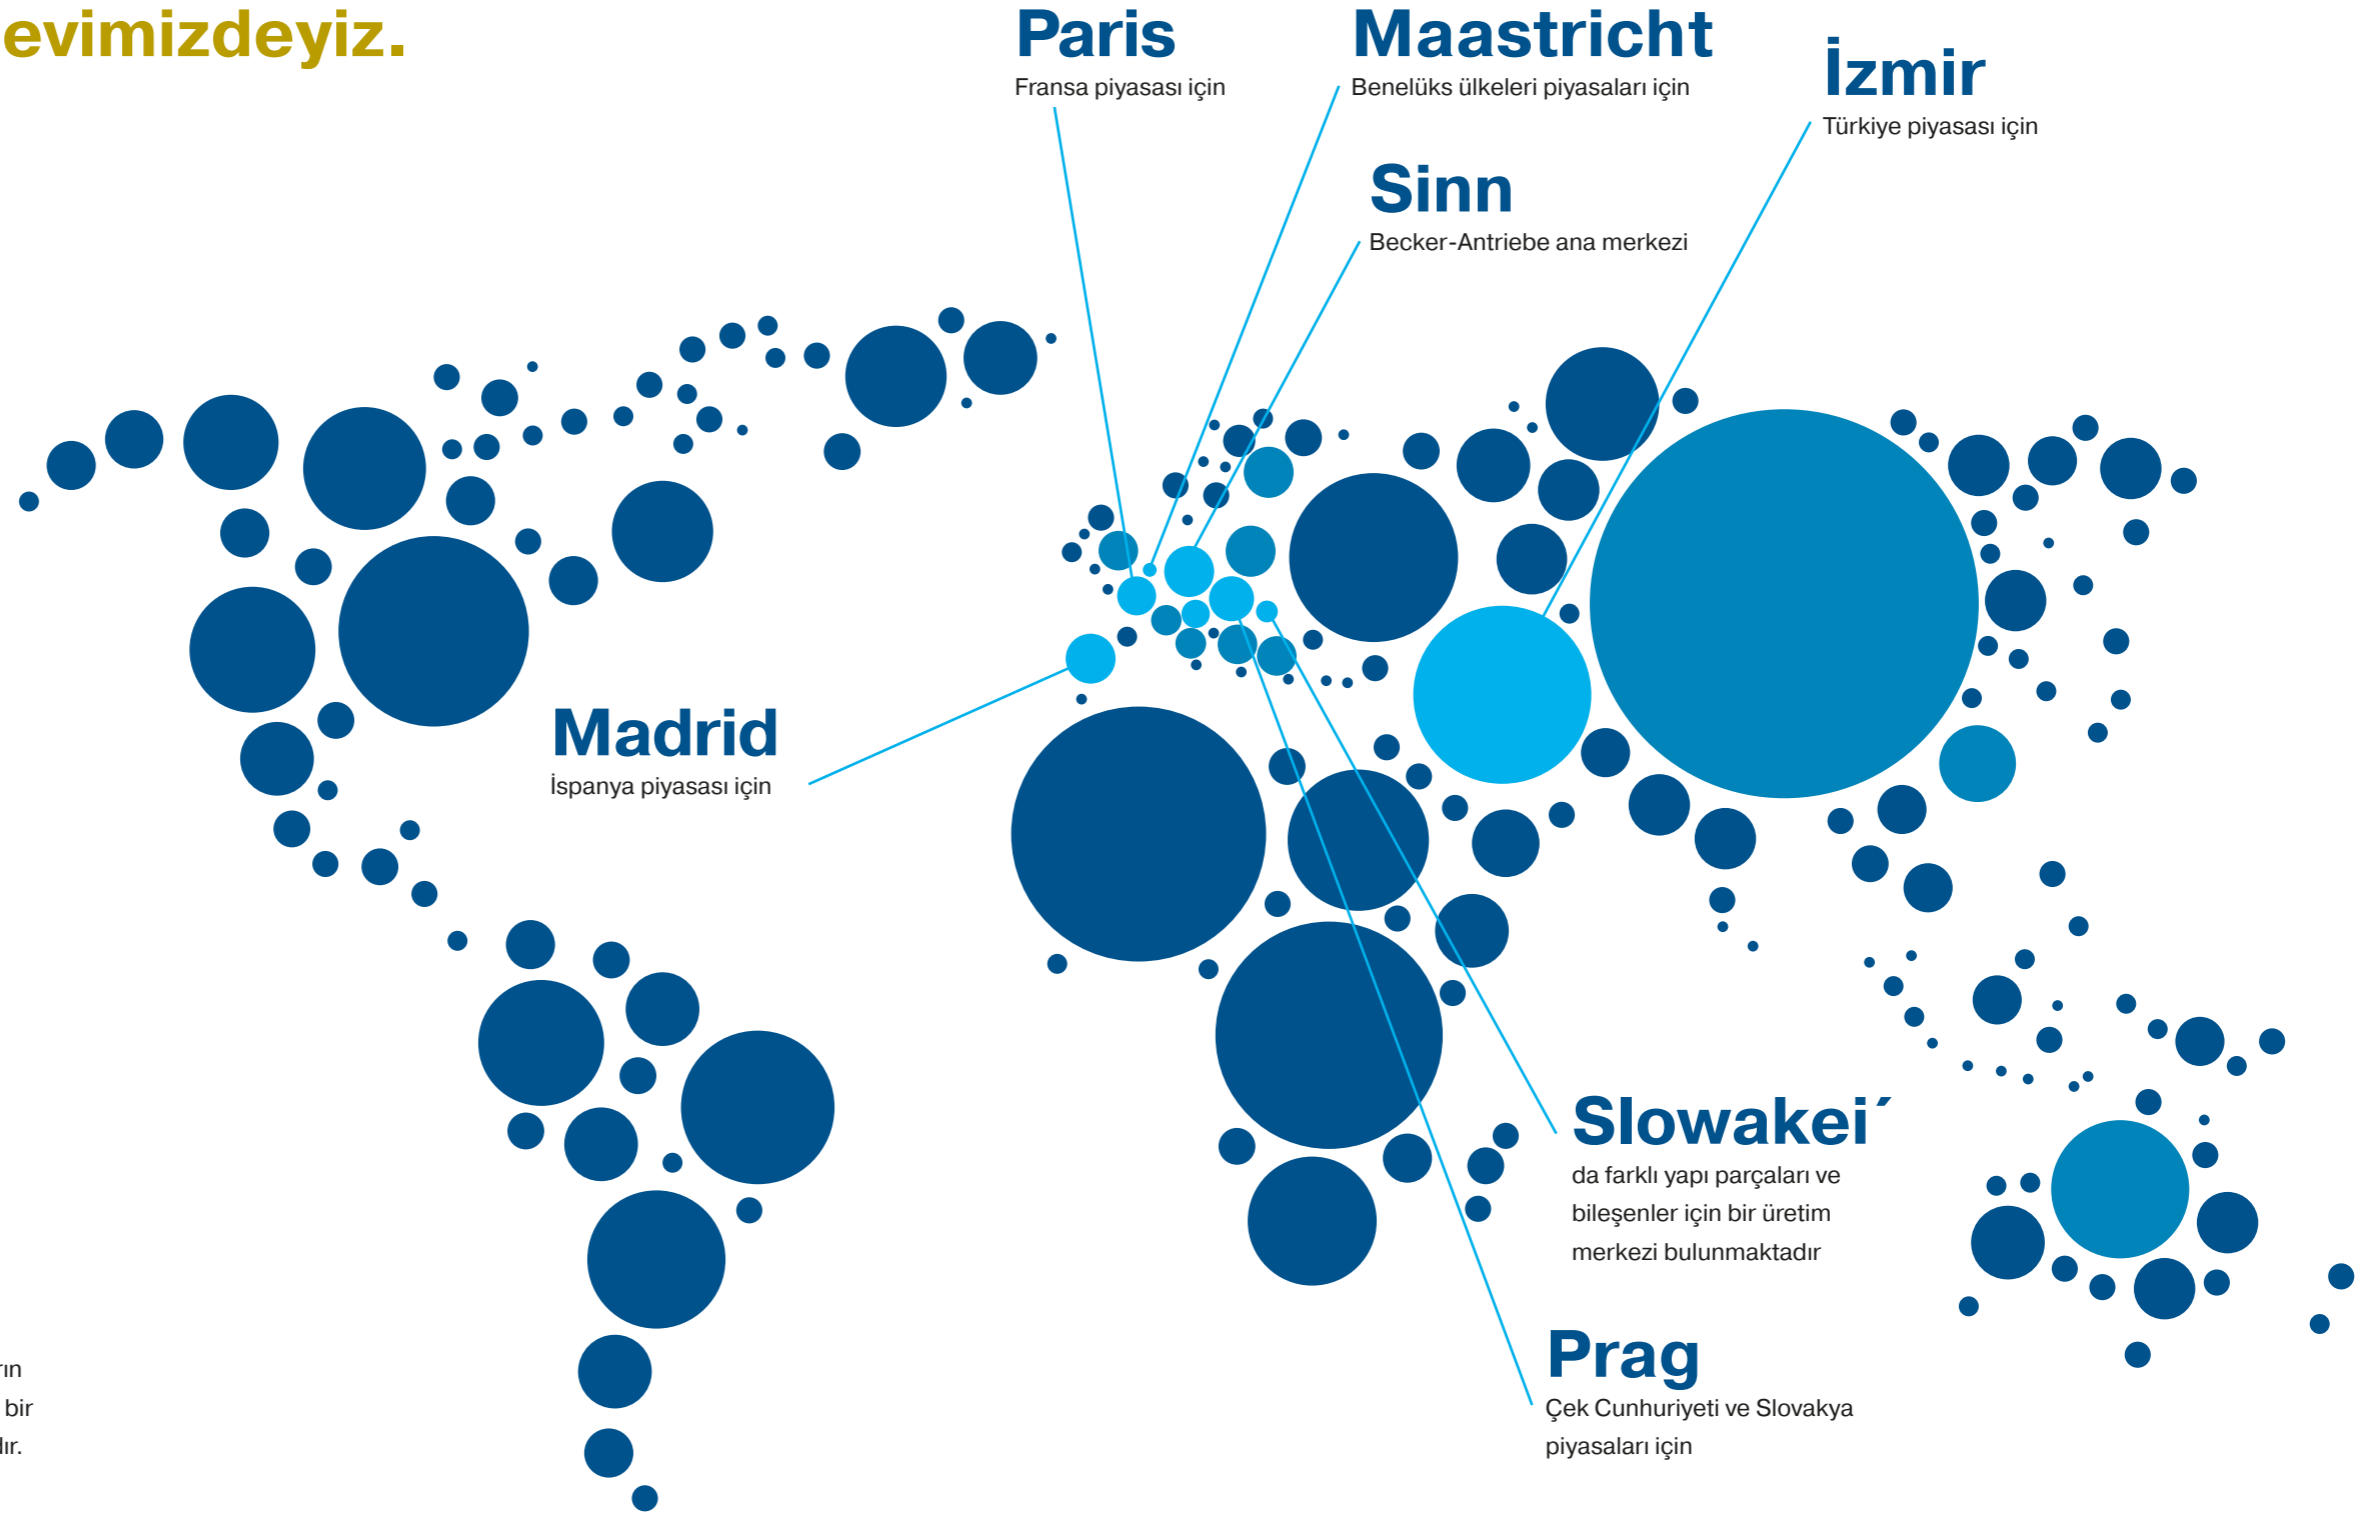 evimizdeyiz.
Paris
Fransa piyasası için
Maastricht
Benelüks ülkeleri piyasaları için
İzmir
Türkiye piyasası için
Sinn
Becker-Antriebe ana merkezi
Madrid
İspanya piyasası için
Slowakei´
da farklı yapı parçaları ve
bileşenler için bir üretim
merkezi bulunmaktadır
Prag
Çek Cunhuriyeti ve Slovakya
piyasaları için
bir